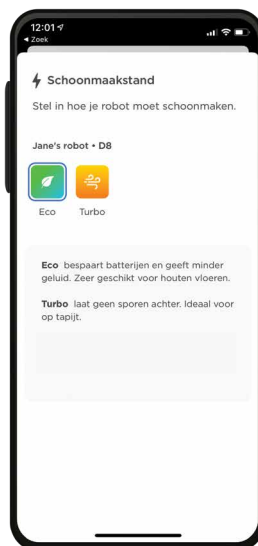 12:01
◀ Zoek
Schoonmaakstand
Stel in hoe je robot moet schoonmaken.
Jane's robot • D8
Eco Turbo
Eco bespaart batterijen en geeft minder
geluid. Zeer geschikt voor houten vloeren.
Turbo laat geen sporen achter. Ideaal voor
op tapijt.